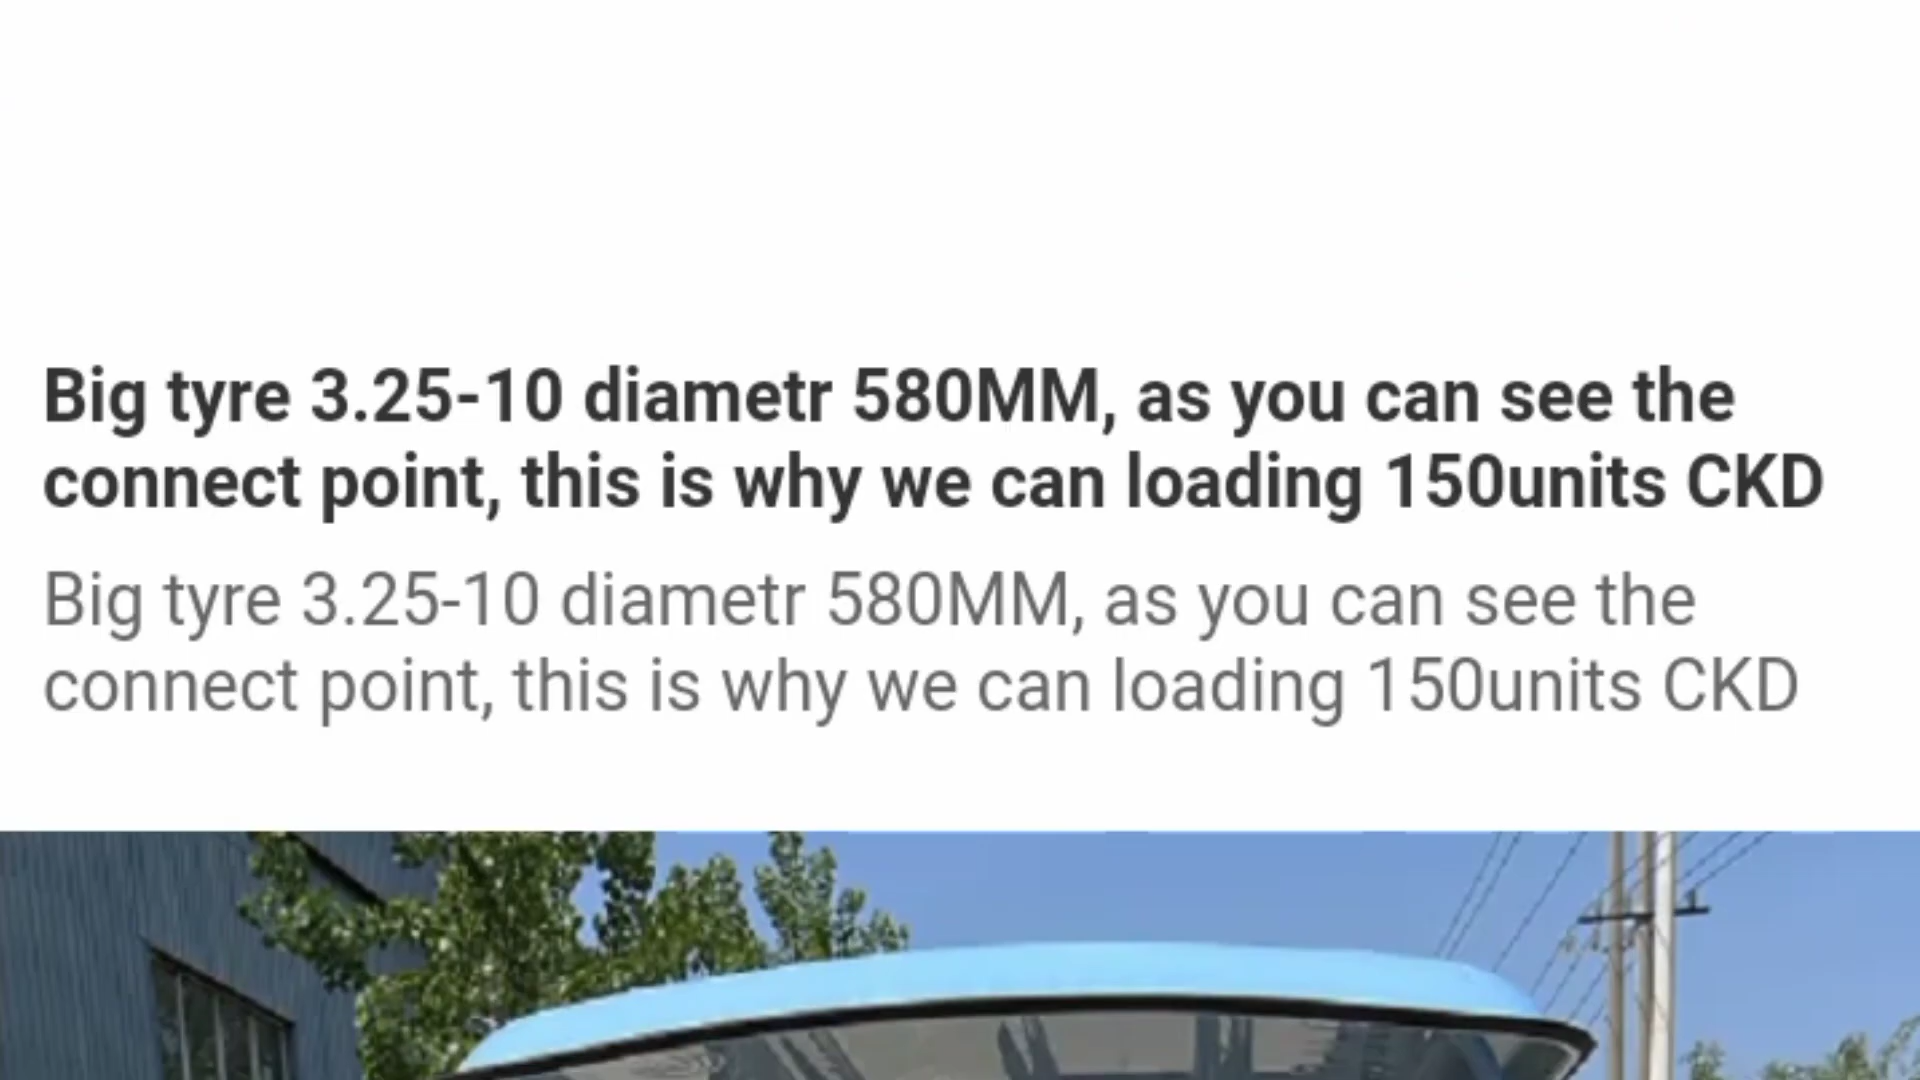 Big tyre 3.25-10 diametr 580MM, as you can see the
connect point, this is why we can loading 150units CKD
Big tyre 3.25-10 diametr 580MM, as you can see the
connect point, this is why we can loading 150units CKD